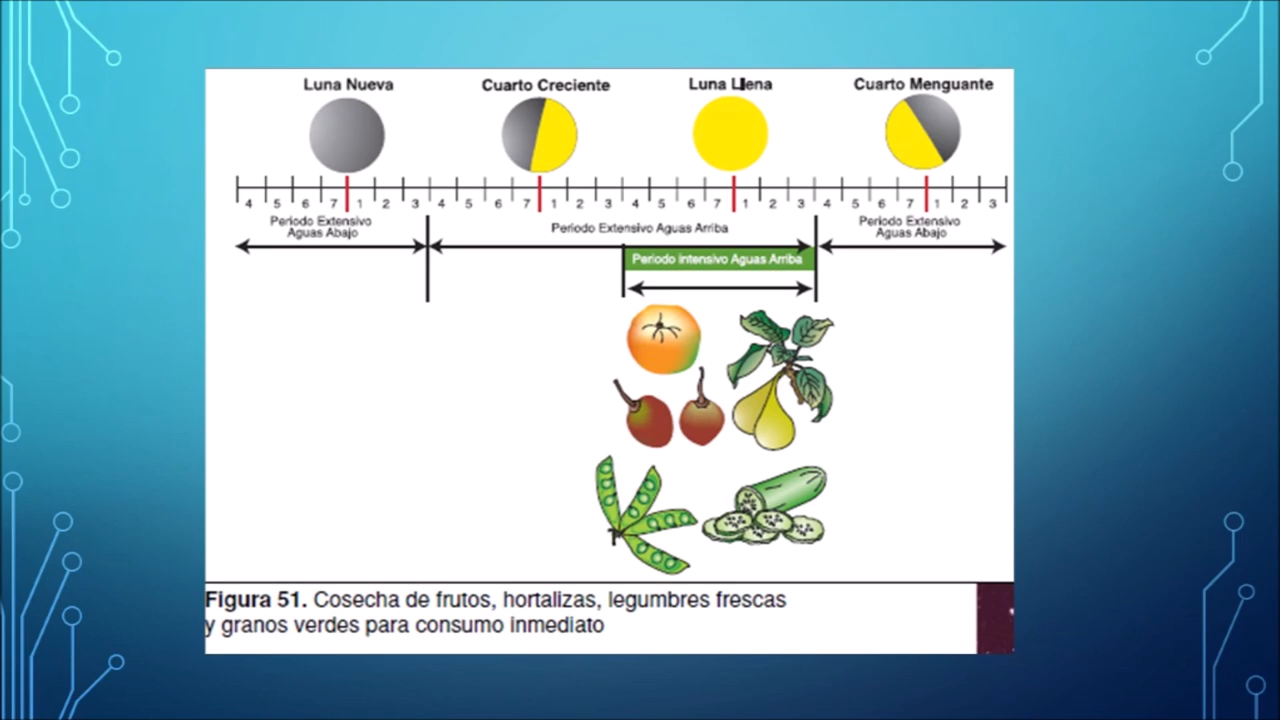 Luna Nueva
Cuarto Creciente
Luna Llena
Cuarto Menguante
4 5 6 7 1 2 3 4 5 6 7 1 2 3 4 5 6 7 1 2 3 4 5 6 7 1 2 3
Periodo Extensivo
Aguas Abajo
Periodo Extensivo Aguas Arriba
Periodo Extensivo
Aguas Abajo
Periodo intensivo Aguas Arriba
Figura 51. Cosecha de frutos, hortalizas, legumbres frescas
y granos verdes para consumo inmediato